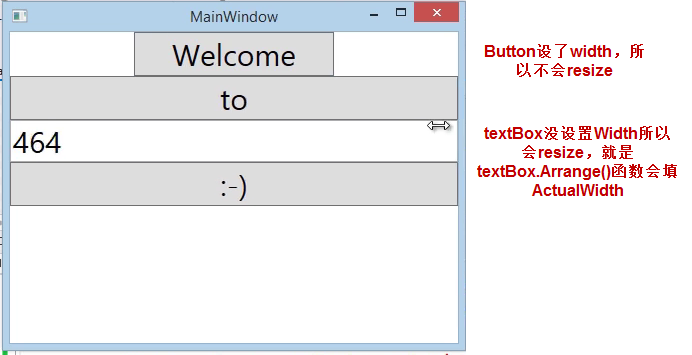 MainWindow
Welcome
to
464
:-)
Button设了width，所
以不会resize
textBox没设置Width所以
会resize，就是
textBox.Arrange()函数会填
ActualWidth